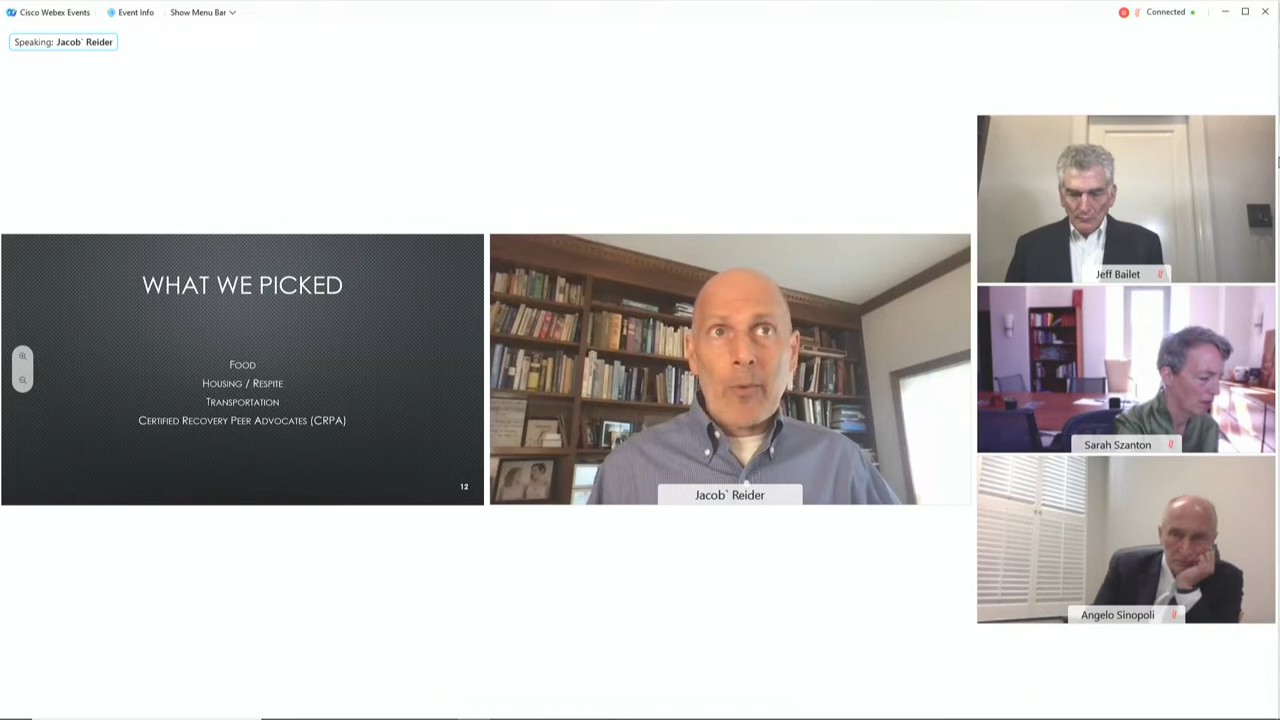 Cisco Webex Events Event Info Show Menu Bar Connected
Speaking: Jacob` Reider
WHAT WE PICKED
FOOD
HOUSING / RESPITE
TRANSPORTATION
CERTIFIED RECOVERY PEER ADVOCATES (CRPA)
12
Jacob` Reider
Jeff Bailet
Sarah Szanton
Angelo Sinopoli